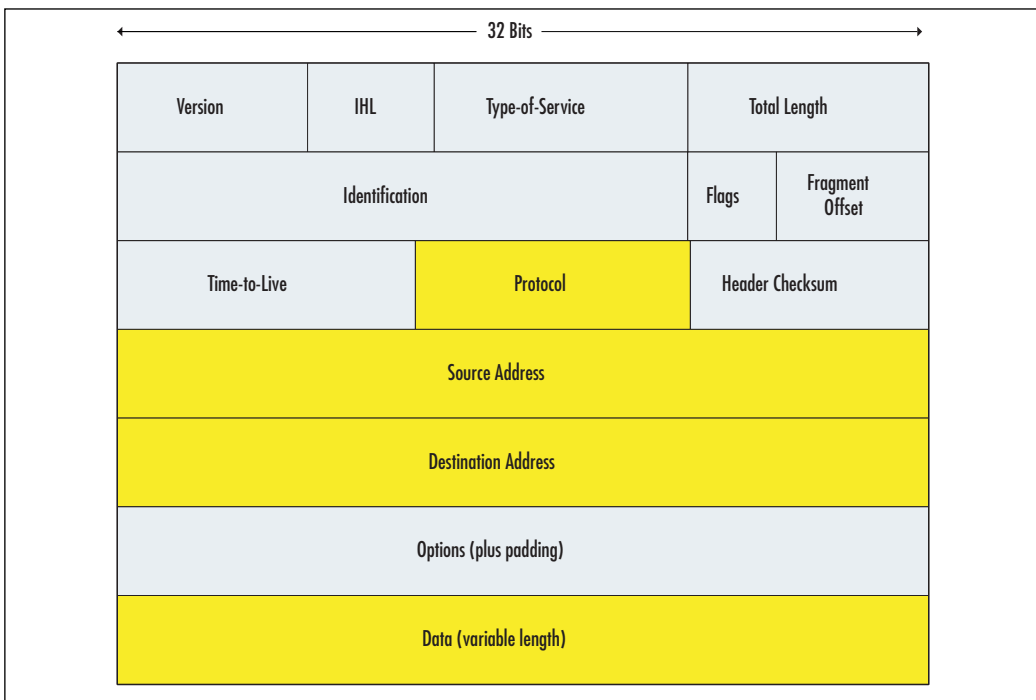 32 Bits
Version IHL Type-of-Service Total Length
Identification Flags Fragment
Offset
Time-to-Live Protocol Header Checksum
Source Address
Destination Address
Options (plus padding)
Data (variable length)